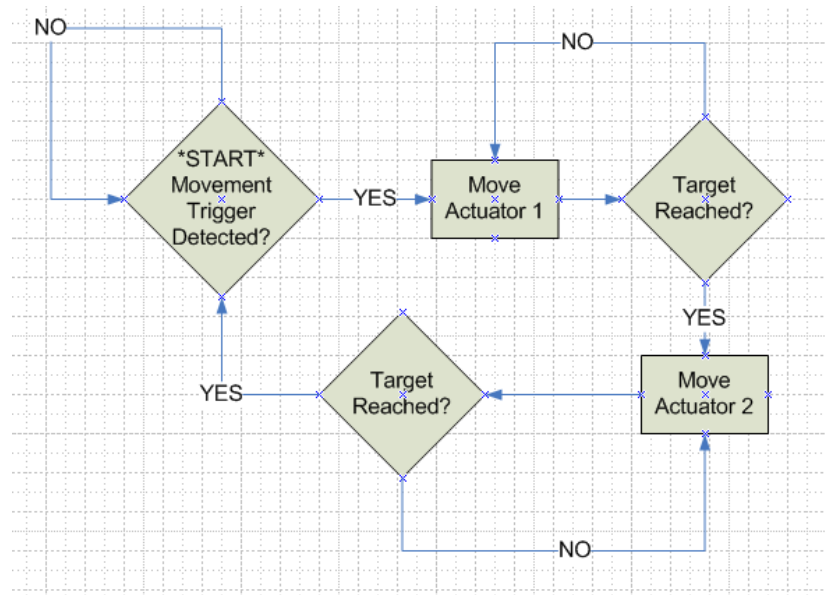 NO
*START*
Movement
Trigger
Detected?
YES
Move
Actuator 1
NO
Target
Reached?
YES
Move
Actuator 2
Target
Reached?
YES
NO